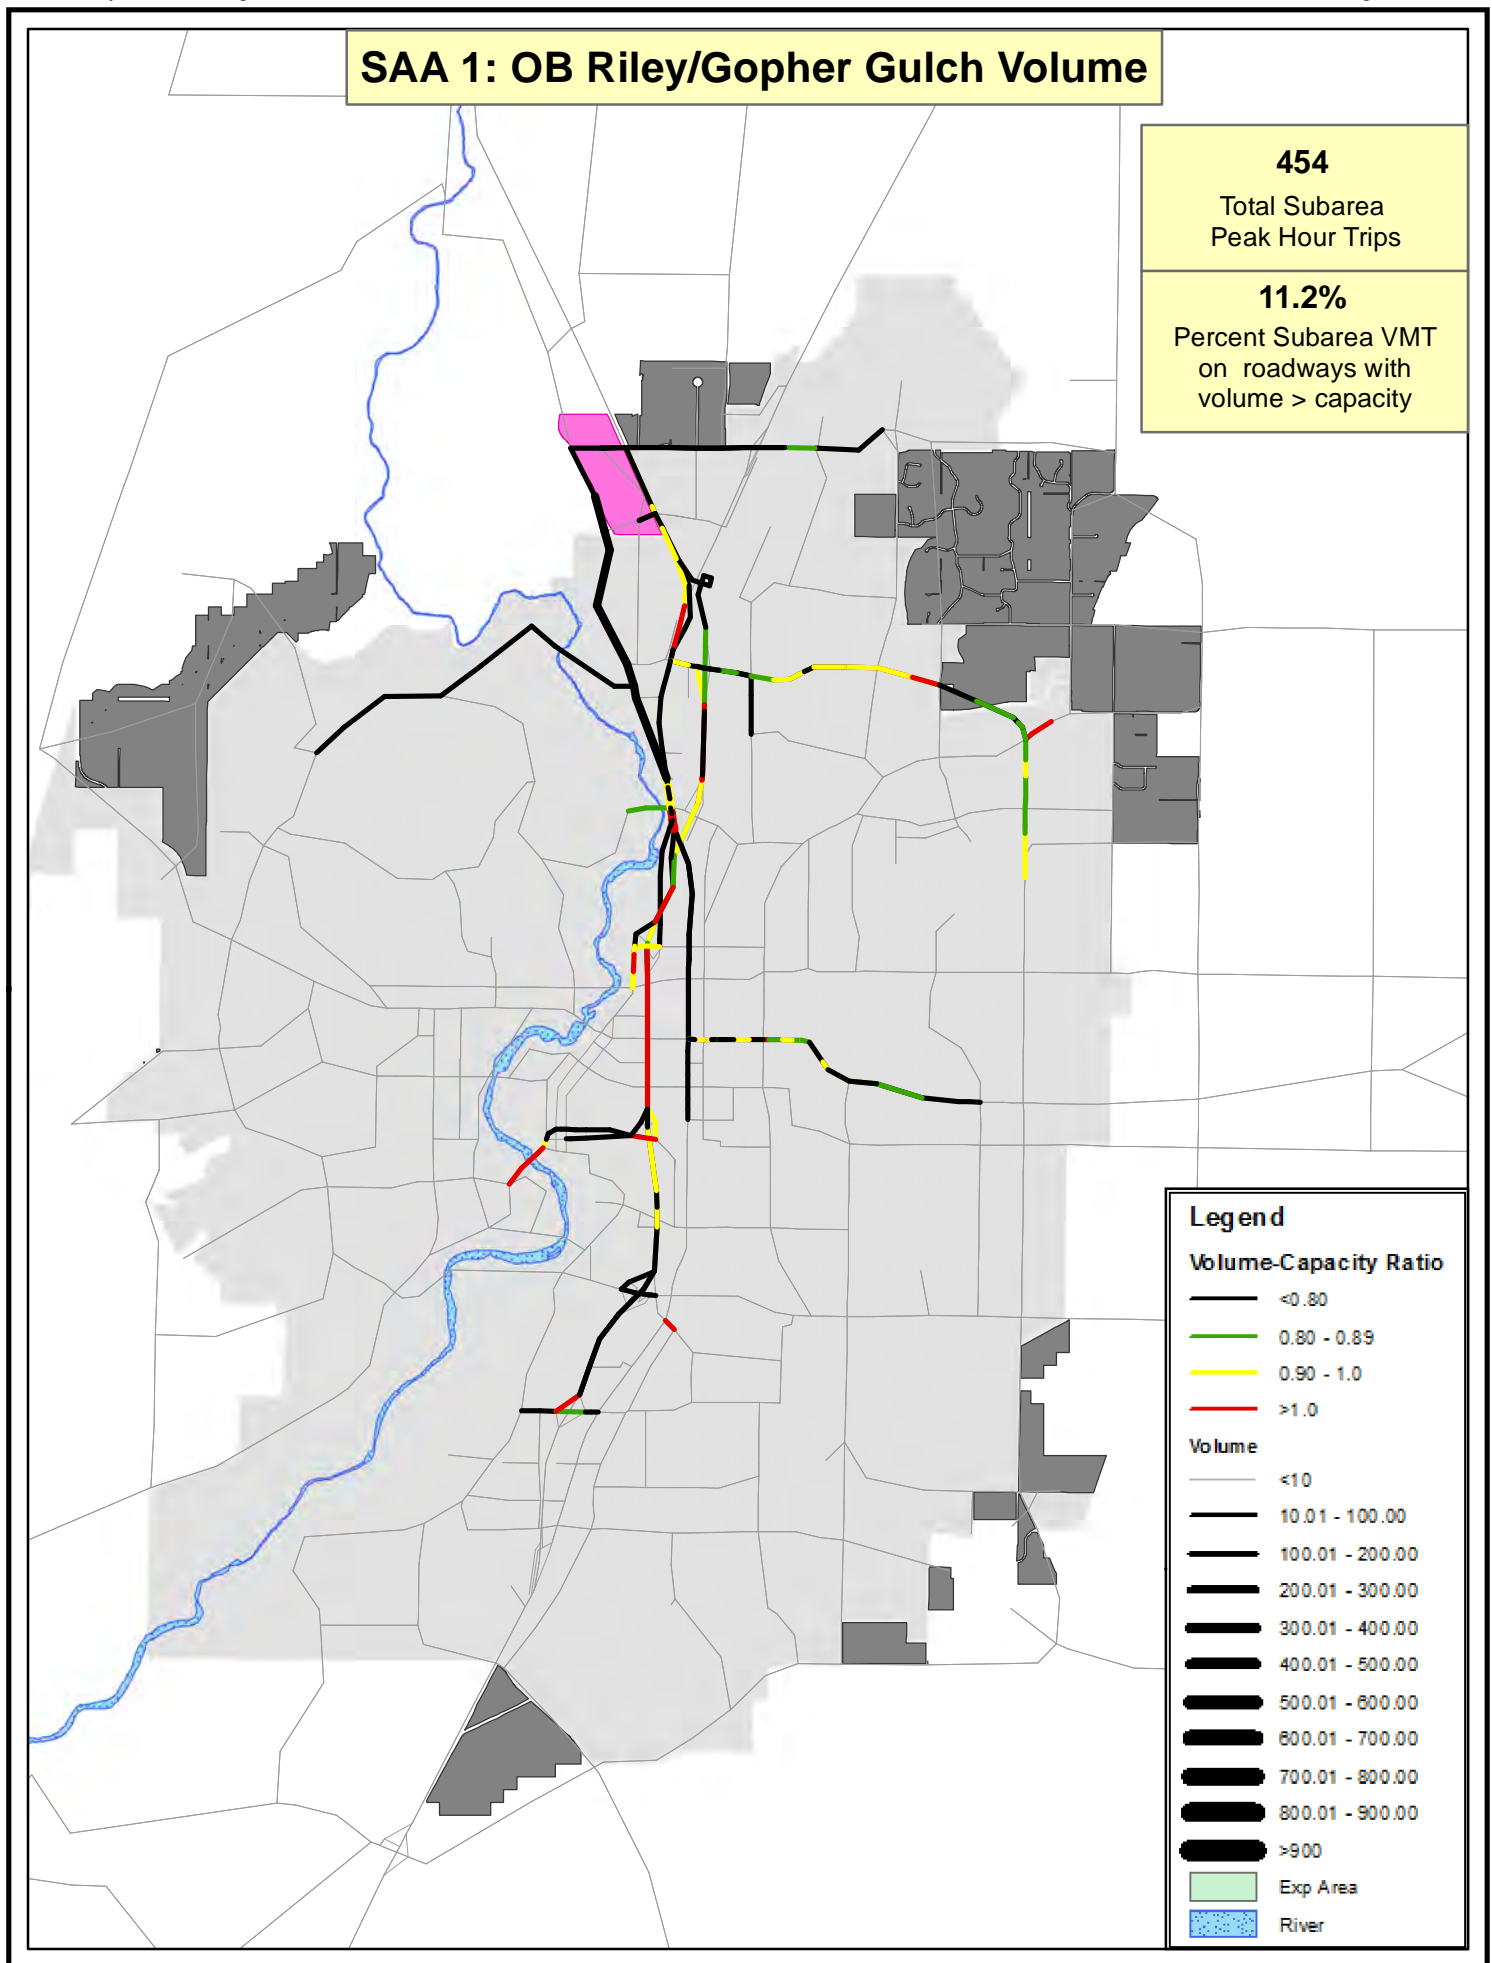 SAA 1: OB Riley/Gopher Gulch Volume
454
Total Subarea
Peak Hour Trips
11.2%
Percent Subarea VMT
on roadways with
volume > capacity
Legend
Volume-Capacity Ratio
<0.80
0.80 - 0.89
0.90 - 1.0
>1.0
Volume
<10
10.01 - 100.00
100.01 - 200.00
200.01 - 300.00
300.01 - 400.00
400.01 - 500.00
500.01 - 600.00
600.01 - 700.00
700.01 - 800.00
800.01 - 900.00
>900
Exp Area
River